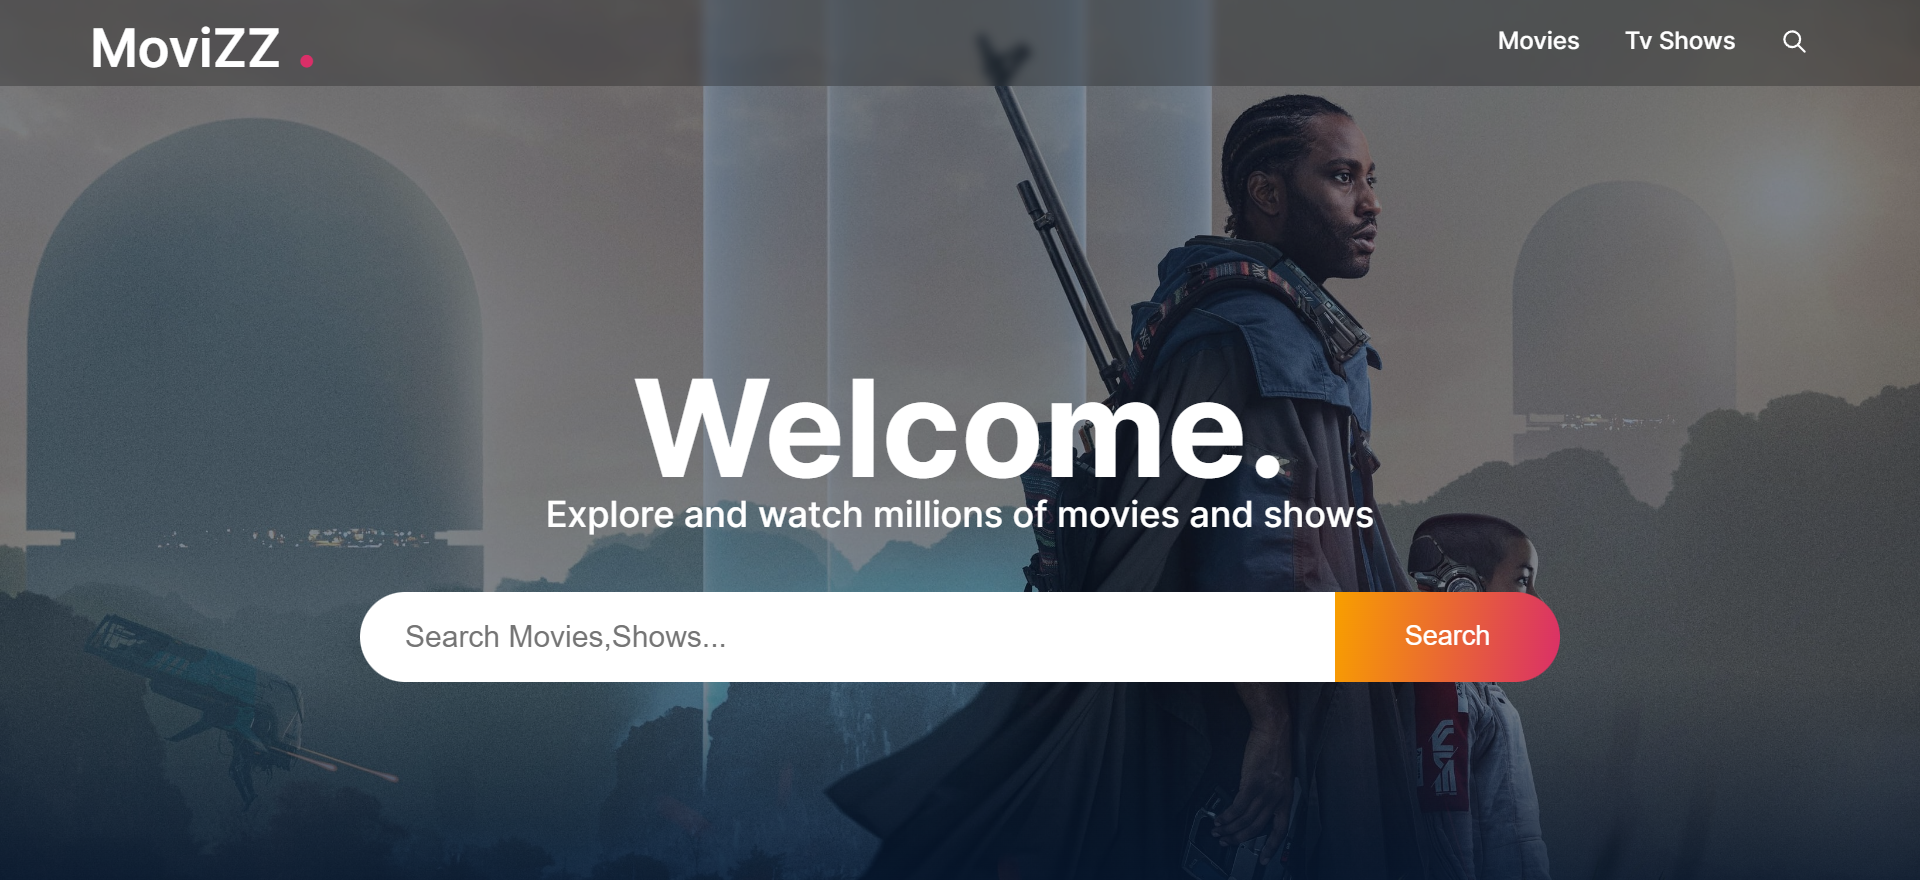 MoviZZ .
Movies
Tv Shows
Welcome.
Explore and watch millions of movies and shows
Search Movies,Shows...
Search